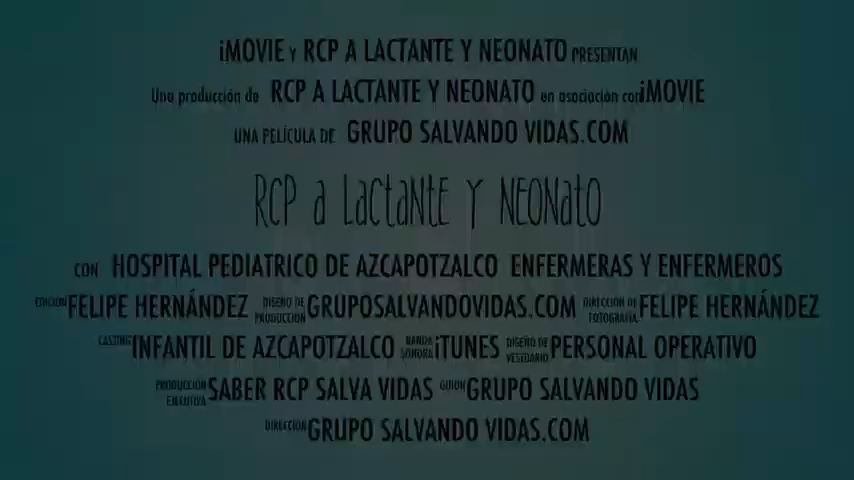 iMOVIE Y RCP A LACTANTE Y NEONATO PRESENTAN
Una producción de RCP A LACTANTE Y NEONATO en asociación con iMOVIE
UNA PELÍCULA DE GRUPO SALVANDO VIDAS.COM
RCP a Lactante Y NEONato
CON HOSPITAL PEDIATRICO DE AZCAPOTZALCO ENFERMERAS Y ENFERMEROS
EDICIÓN FELIPE HERNÁNDEZ DISEÑO DE PRODUCCIÓN GRUPOSALVANDOVIDAS.COM DIRECCIÓN DE FOTOGRAFÍA FELIPE HERNÁNDEZ
CASTING INFANTIL DE AZCAPOTZALCO BANDA SONORA iTUNES DISEÑO DE VESTUARIO PERSONAL OPERATIVO
PRODUCCIÓN EJECUTIVA SABER RCP SALVA VIDAS GUION GRUPO SALVANDO VIDAS
DIRECCIÓN GRUPO SALVANDO VIDAS.COM